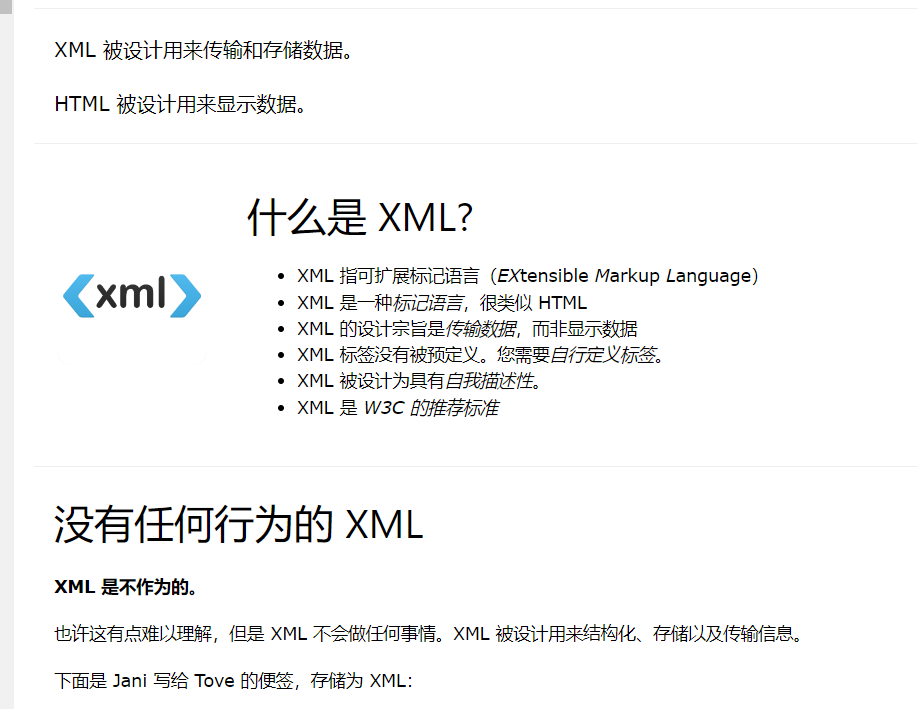 XML 被设计用来传输和存储数据。
HTML 被设计用来显示数据。
什么是 XML?
xml
XML 指可扩展标记语言（EXtensible Markup Language）
XML 是一种标记语言，很类似 HTML
XML 的设计宗旨是传输数据，而非显示数据
XML 标签没有被预定义。您需要自行定义标签。
XML 被设计为具有自我描述性。
XML 是 W3C 的推荐标准
没有任何行为的 XML
XML 是不作为的。
也许这有点难以理解，但是 XML 不会做任何事情。XML 被设计用来结构化、存储以及传输信息。
下面是 Jani 写给 Tove 的便签，存储为 XML：